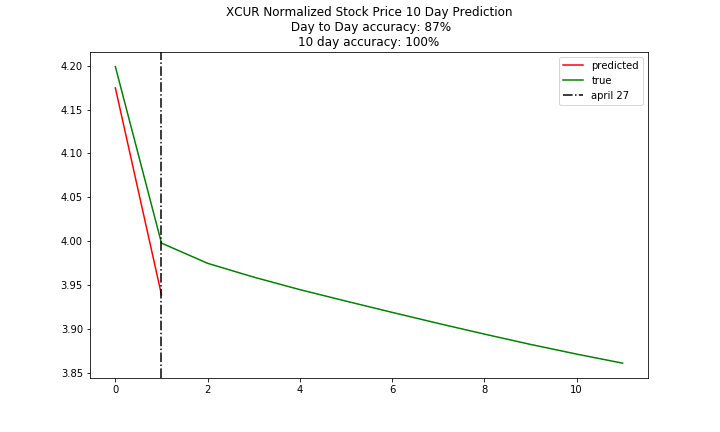 XCUR Normalized Stock Price 10 Day Prediction
Day to Day accuracy: 87%
10 day accuracy: 100%
predicted
true
april 27
4.20
4.15
4.10
4.05
4.00
3.95
3.90
3.85
0 2 4 6 8 10